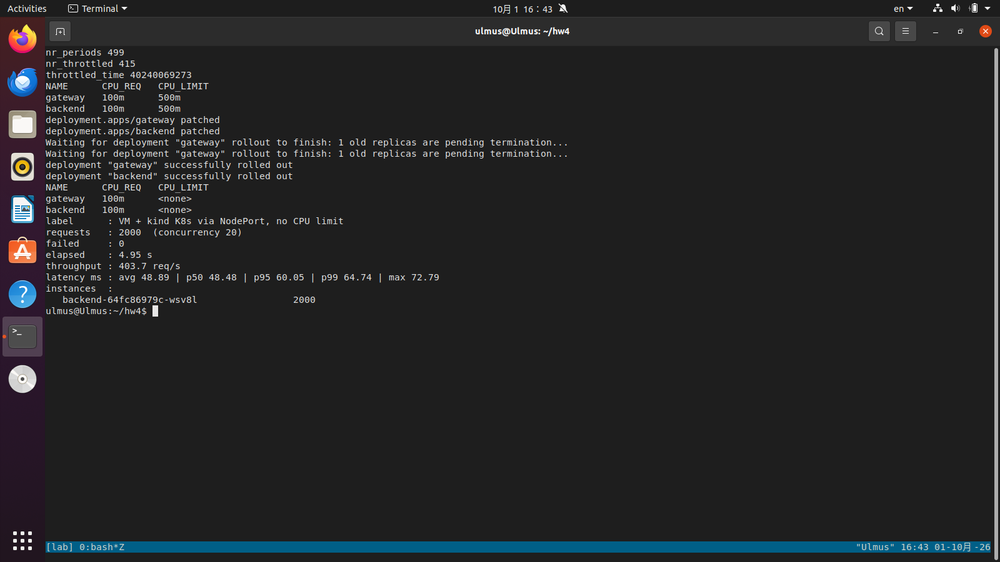 Activities
Terminal
10月 1 16：43
en
ulmus@Ulmus: ~/hw4
nr_periods 499
nr_throttled 415
throttled_time 40240069273
NAME      CPU_REQ   CPU_LIMIT
gateway   100m      500m
backend   100m      500m
deployment.apps/gateway patched
deployment.apps/backend patched
Waiting for deployment "gateway" rollout to finish: 1 old replicas are pending termination...
Waiting for deployment "gateway" rollout to finish: 1 old replicas are pending termination...
deployment "gateway" successfully rolled out
deployment "backend" successfully rolled out
NAME      CPU_REQ   CPU_LIMIT
gateway   100m      <none>
backend   100m      <none>
label      : VM + kind K8s via NodePort, no CPU limit
requests   : 2000  (concurrency 20)
failed     : 0
elapsed    : 4.95 s
throughput : 403.7 req/s
latency ms : avg 48.89 | p50 48.48 | p95 60.05 | p99 64.74 | max 72.79
instances  :
   backend-64fc86979c-wsv8l                 2000
ulmus@Ulmus:~/hw4$
[lab] 0:bash*Z
"Ulmus" 16:43 01-10月-26